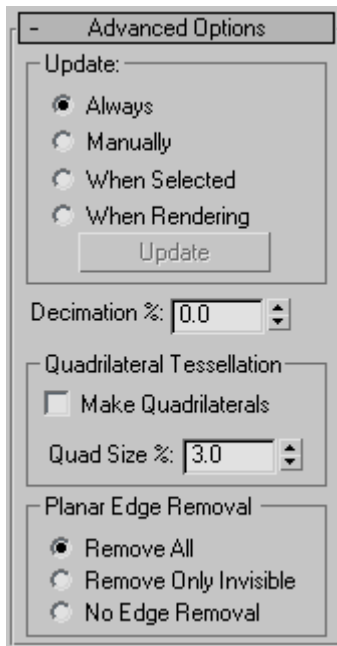 - Advanced Options
Update:
Always
Manually
When Selected
When Rendering
Update
Decimation %: 0.0
Quadrilateral Tessellation
Make Quadrilaterals
Quad Size %: 3.0
Planar Edge Removal
Remove All
Remove Only Invisible
No Edge Removal